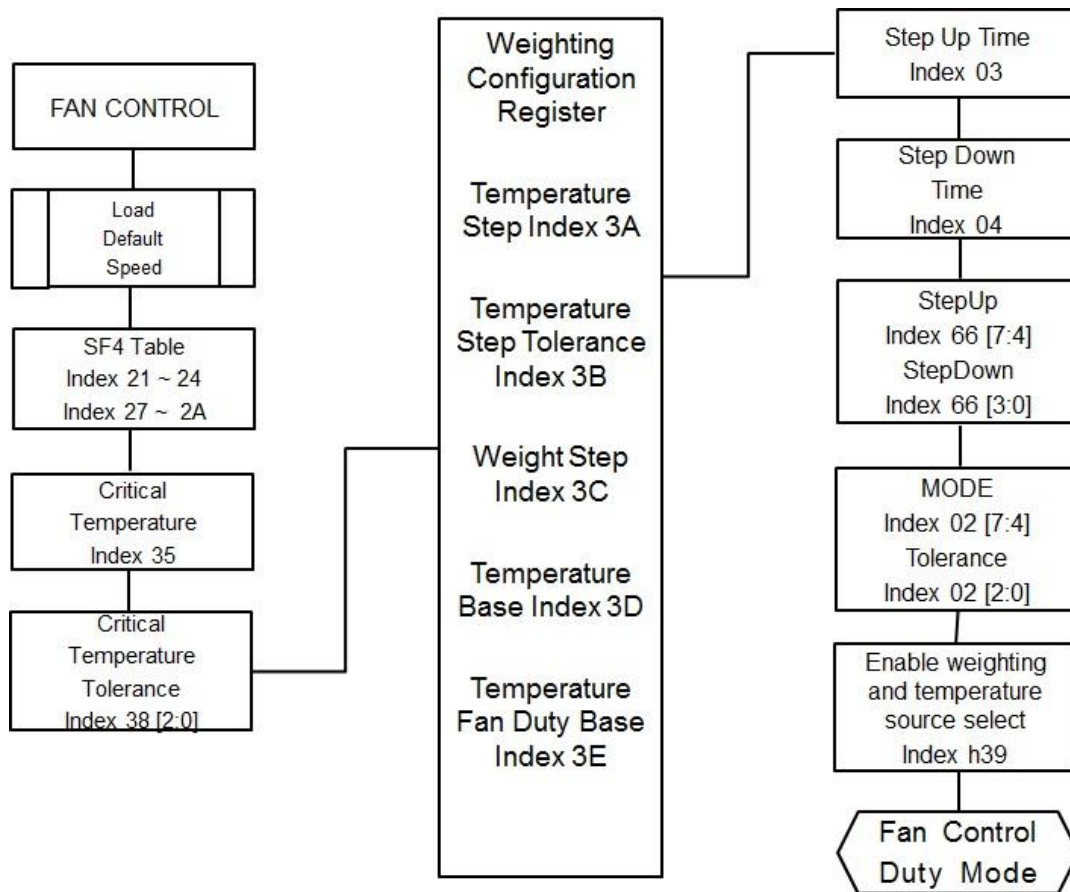 FAN CONTROL
Load
Default
Speed
SF4 Table
Index 21 ~ 24
Index 27 ~ 2A
Critical
Temperature
Index 35
Critical
Temperature
Tolerance
Index 38 [2:0]
Weighting
Configuration
Register
Temperature
Step Index 3A
Temperature
Step Tolerance
Index 3B
Weight Step
Index 3C
Temperature
Base Index 3D
Temperature
Fan Duty Base
Index 3E
Step Up Time
Index 03
Step Down
Time
Index 04
StepUp
Index 66 [7:4]
StepDown
Index 66 [3:0]
MODE
Index 02 [7:4]
Tolerance
Index 02 [2:0]
Enable weighting
and temperature
source select
Index h39
Fan Control
Duty Mode